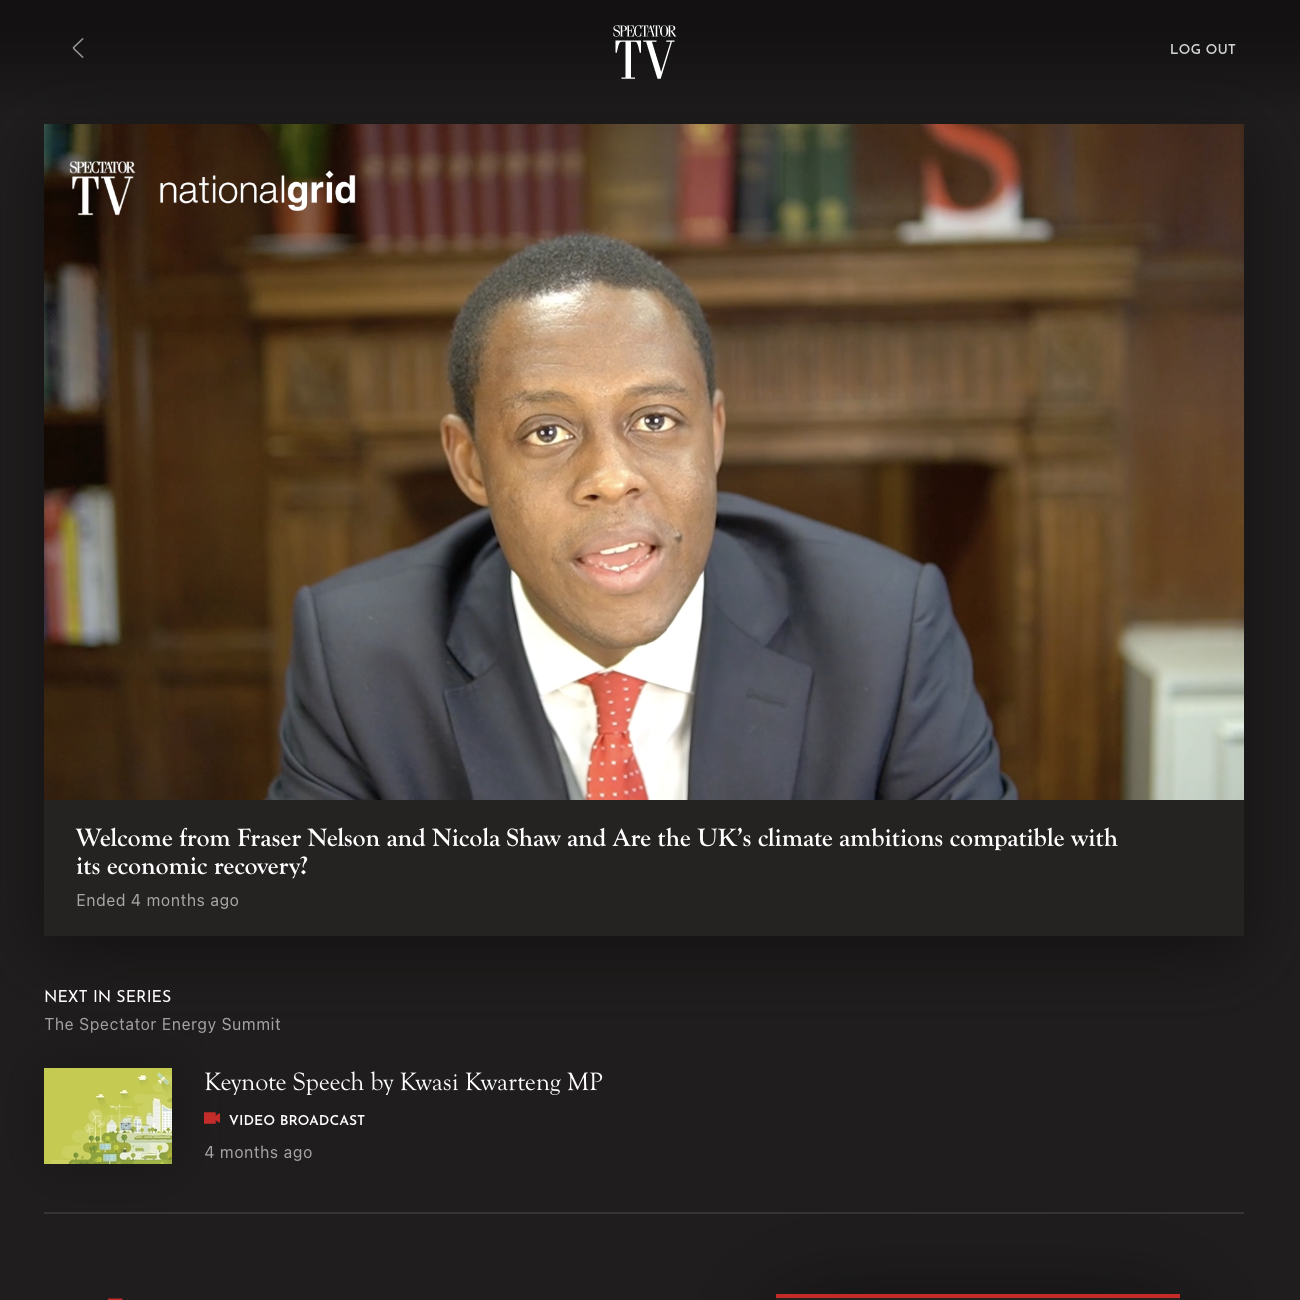 SPECTATOR
TV
LOG OUT
SPECTATOR
TV nationalgrid
Welcome from Fraser Nelson and Nicola Shaw and Are the UK’s climate ambitions compatible with
its economic recovery?
Ended 4 months ago
NEXT IN SERIES
The Spectator Energy Summit
Keynote Speech by Kwasi Kwarteng MP
VIDEO BROADCAST
4 months ago